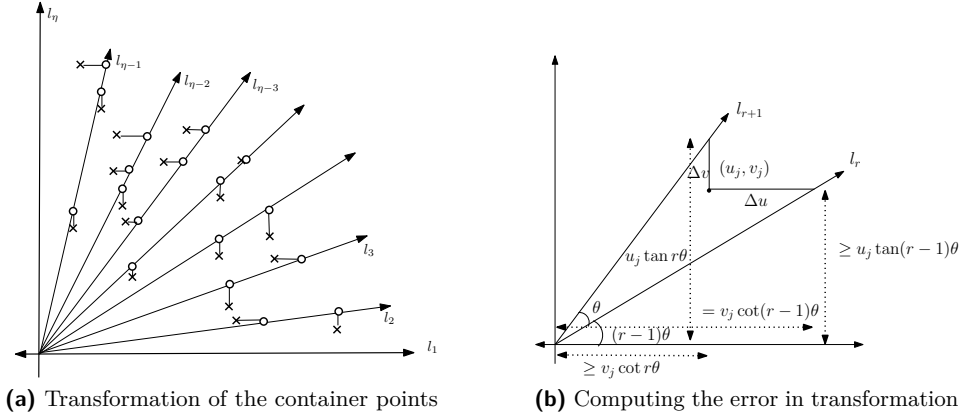 l_η
l_{η−1}
l_{η−2}
l_{η−3}
l_3
l_2
l_1
(a) Transformation of the container points
l_{r+1}
l_r
Δv
(u_j, v_j)
Δu
u_j tan rθ
≥ u_j tan(r − 1)θ
θ
= v_j cot(r − 1)θ
(r − 1)θ
≥ v_j cot rθ
(b) Computing the error in transformation